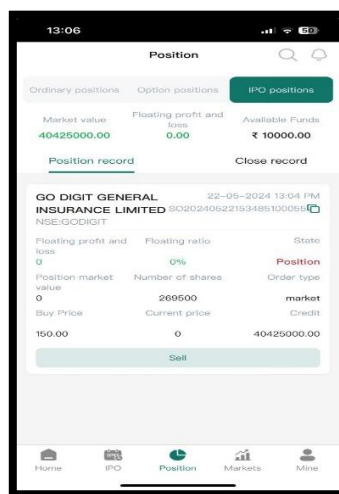 13:06
50
Position
Ordinary positions Option positions IPO positions
Market value Floating profit and loss Available Funds
40425000.00 0.00 ₹ 10000.00
Position record Close record
GO DIGIT GENERAL 22-05-2024 13:04 PM
INSURANCE LIMITED SO20240522153485100055
NSE:GODIGIT
Floating profit and loss Floating ratio State
0 0% Position
Position market value Number of shares Order type
0 269500 market
Buy Price Current price Credit
150.00 0 40425000.00
Sell
Home IPO Position Markets Mine